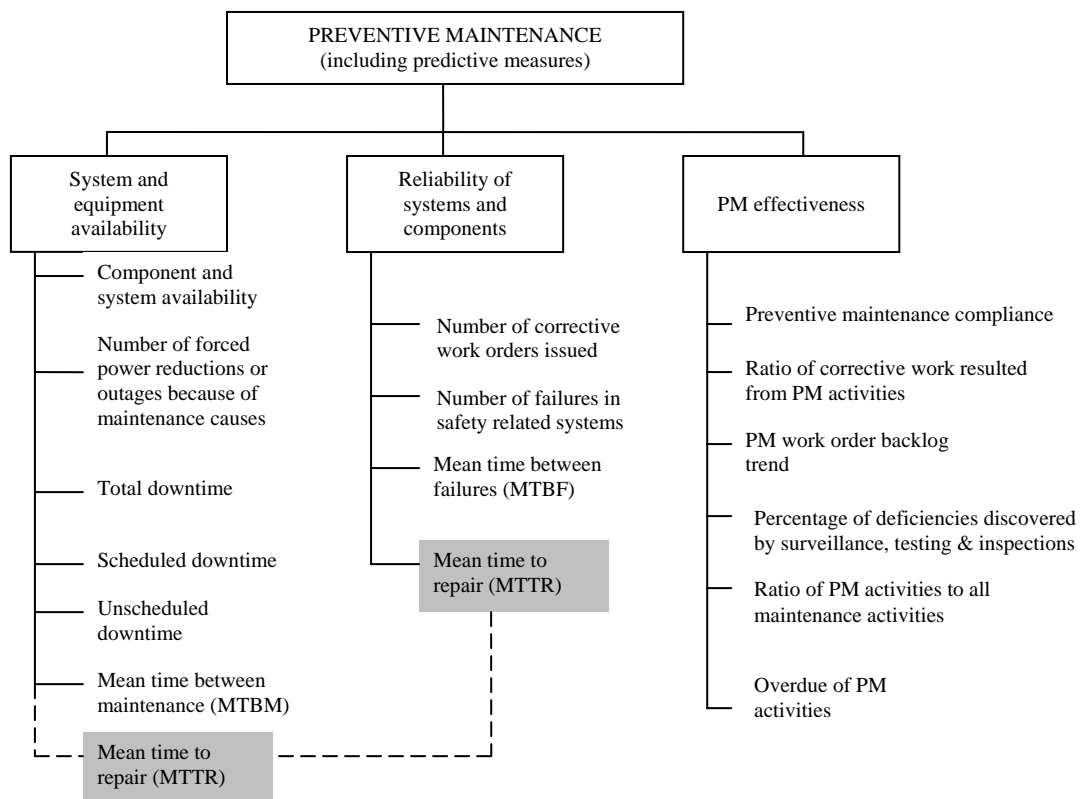 PREVENTIVE MAINTENANCE
(including predictive measures)
System and
equipment
availability
Component and
system availability
Number of forced
power reductions or
outages because of
maintenance causes
Total downtime
Scheduled downtime
Unscheduled
downtime
Mean time between
maintenance (MTBM)
Mean time to
repair (MTTR)
Reliability of
systems and
components
Number of corrective
work orders issued
Number of failures in
safety related systems
Mean time between
failures (MTBF)
Mean time to
repair (MTTR)
PM effectiveness
Preventive maintenance compliance
Ratio of corrective work resulted
from PM activities
PM work order backlog
trend
Percentage of deficiencies discovered
by surveillance, testing & inspections
Ratio of PM activities to all
maintenance activities
Overdue of PM
activities